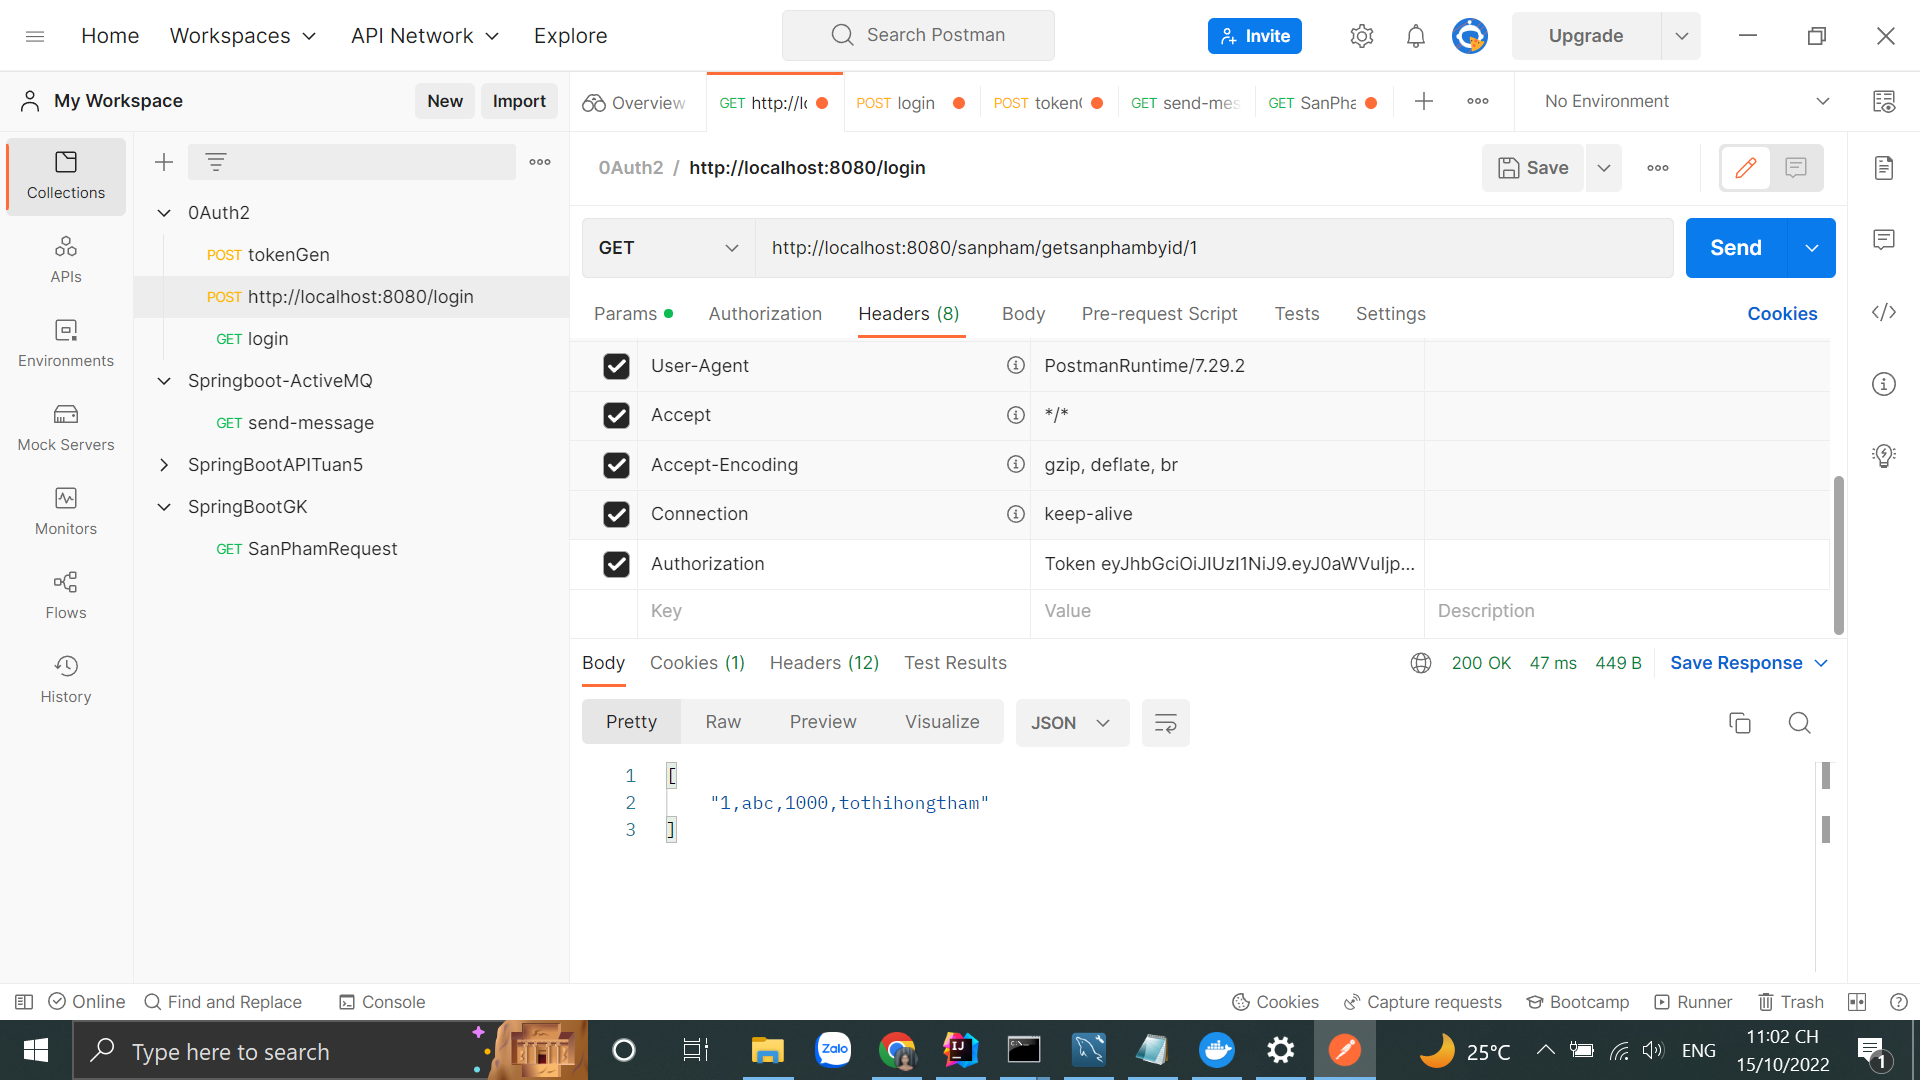 Home
Workspaces
API Network
Explore
Search Postman
Invite
Upgrade
My Workspace
New
Import
Overview
GET http://lo
POST login
POST token
GET send-mes
GET SanPha
No Environment
Collections
APIs
Environments
Mock Servers
Monitors
Flows
History
0Auth2
POST tokenGen
POST http://localhost:8080/login
GET login
Springboot-ActiveMQ
GET send-message
SpringBootAPITuan5
SpringBootGK
GET SanPhamRequest
0Auth2 / http://localhost:8080/login
Save
GET
http://localhost:8080/sanpham/getsanphambyid/1
Send
Params
Authorization
Headers (8)
Body
Pre-request Script
Tests
Settings
Cookies
User-Agent
PostmanRuntime/7.29.2
Accept
*/*
Accept-Encoding
gzip, deflate, br
Connection
keep-alive
Authorization
Token eyJhbGciOiJIUzI1NiJ9.eyJ0aWVuIjp...
Key
Value
Description
Body
Cookies (1)
Headers (12)
Test Results
200 OK
47 ms
449 B
Save Response
Pretty
Raw
Preview
Visualize
JSON
1 [
2 "1,abc,1000,tothihongtham"
3 ]
Online
Find and Replace
Console
Cookies
Capture requests
Bootcamp
Runner
Trash
Type here to search
Zalo
25°C
ENG
11:02 CH
15/10/2022
1